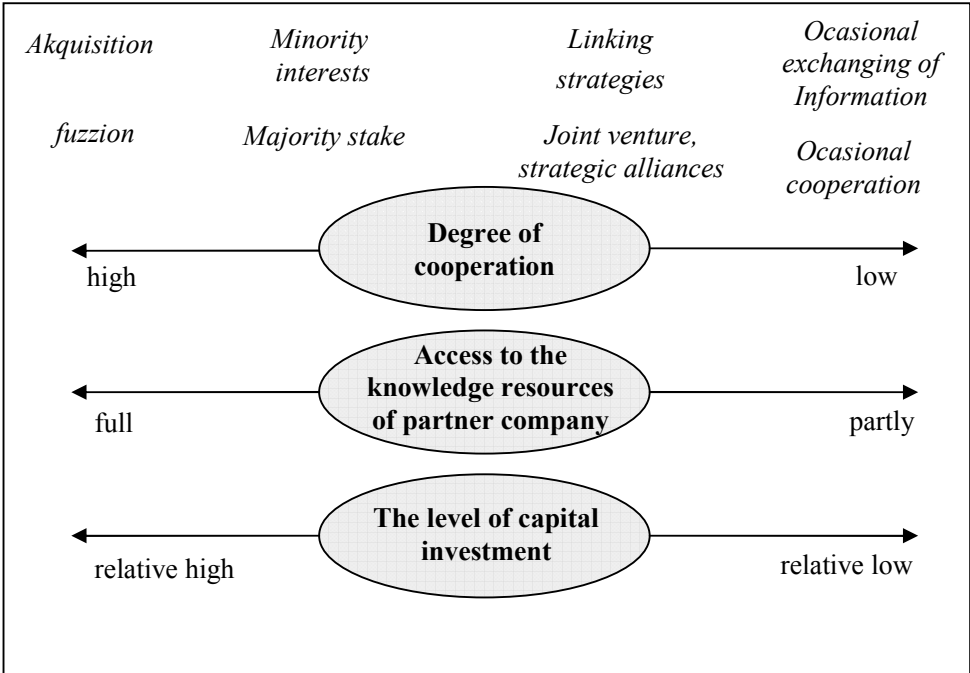 Akquisition
Minority
interests
Linking
strategies
Ocasional
exchanging of
Information
fuzzion
Majority stake
Joint venture,
strategic alliances
Ocasional
cooperation
Degree of
cooperation
high
low
Access to the
knowledge resources
of partner company
full
partly
The level of capital
investment
relative high
relative low